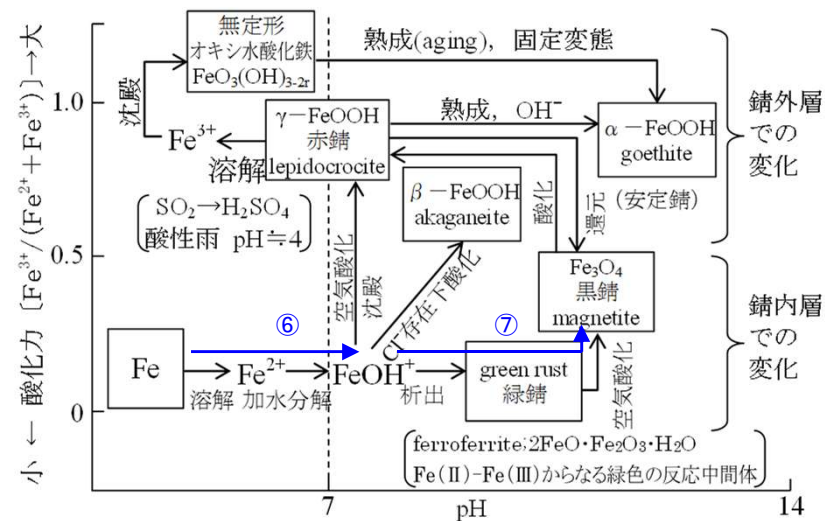 無定形
オキシ水酸化鉄
FeO₃(OH)₃₋₂ᵣ
熟成(aging), 固定変態
沈殿
1.0
γ−FeOOH
赤錆
lepidocrocite
熟成, OH⁻
α−FeOOH
goethite
(安定錆)
錆外層
での
変化
Fe³⁺
溶解
SO₂→H₂SO₄
酸性雨 pH≒4
β−FeOOH
akaganeite
酸化
還元
0.5
空気酸化
沈殿
Cl⁻存在下酸化
Fe₃O₄
黒錆
magnetite
錆内層
での
変化
⑥
⑦
Fe
溶解
Fe²⁺
加水分解
FeOH⁺
析出
green rust
緑錆
空気酸化
0
ferroferrite;2FeO・Fe₂O₃・H₂O
Fe(Ⅱ)−Fe(Ⅲ)からなる緑色の反応中間体
小 ← 酸化力 〔Fe³⁺/(Fe²⁺+Fe³⁺)〕→大
7
pH
14